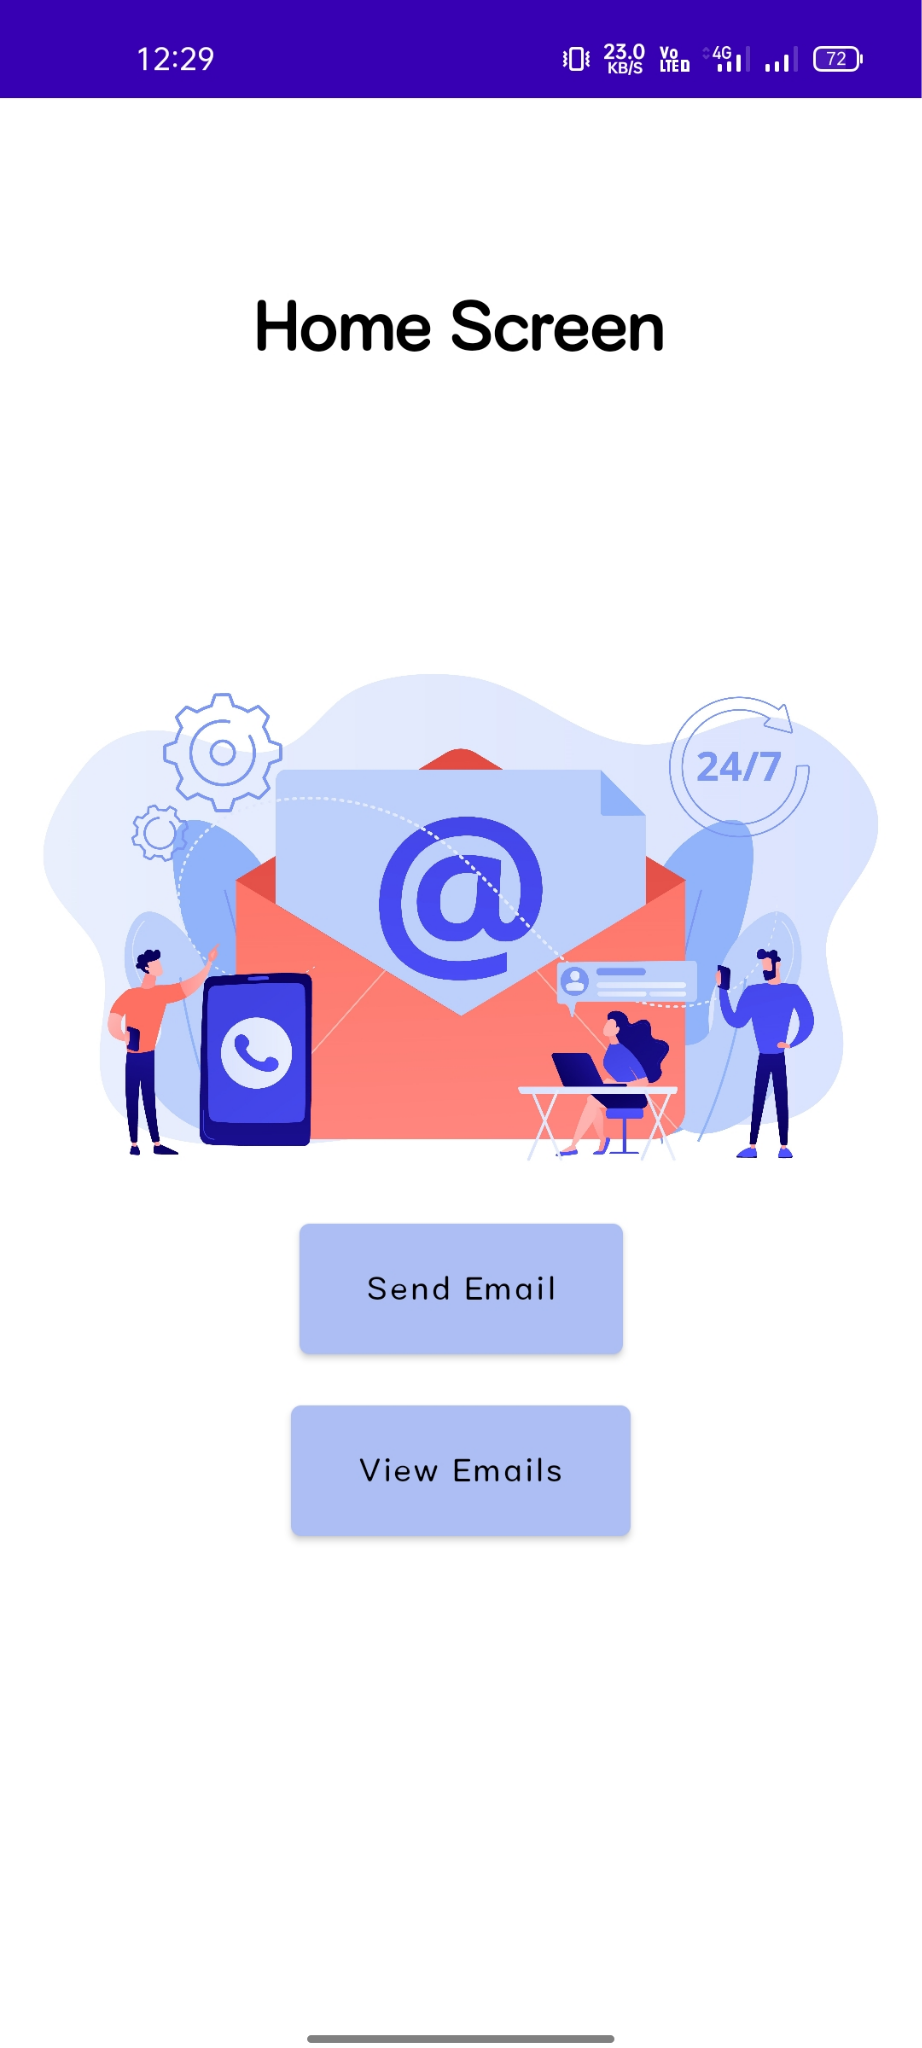 12:29
23.0
KB/S
Vo
LTE
4G
72
Home Screen
24/7
@
Send Email
View Emails